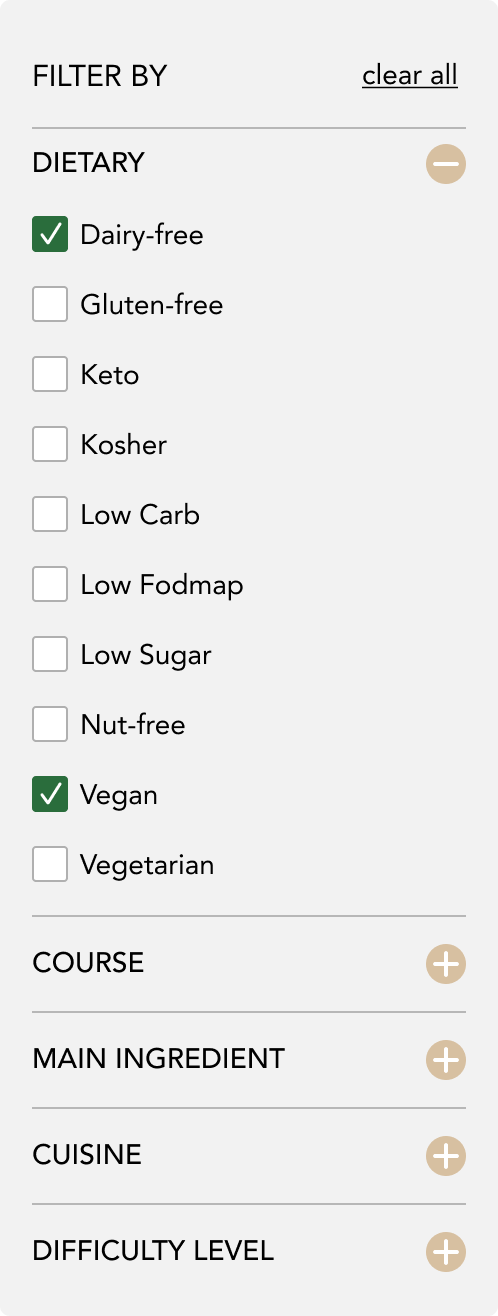 FILTER BY clear all
DIETARY
Dairy-free
Gluten-free
Keto
Kosher
Low Carb
Low Fodmap
Low Sugar
Nut-free
Vegan
Vegetarian
COURSE
MAIN INGREDIENT
CUISINE
DIFFICULTY LEVEL